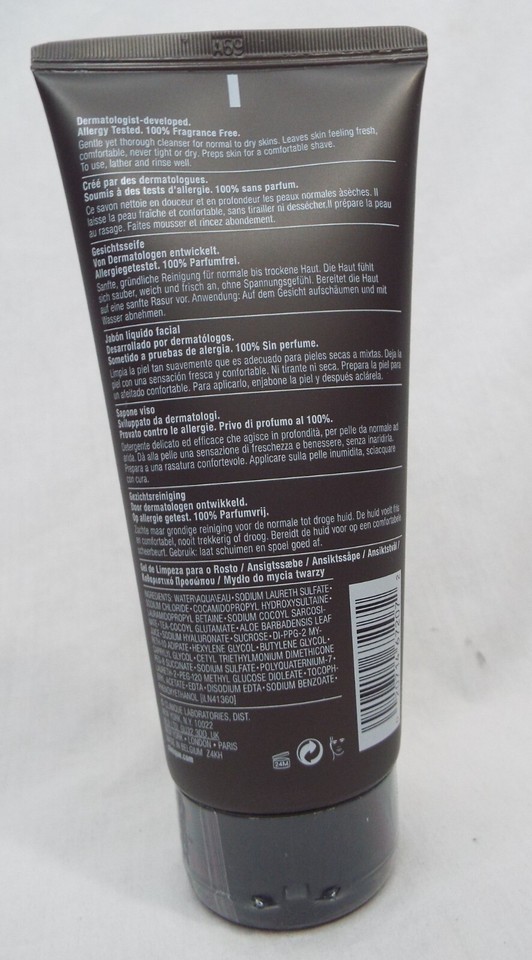 A59
Dermatologist-developed.
Allergy Tested. 100% Fragrance Free.
Gentle yet thorough cleanser for normal to dry skins. Leaves skin feeling fresh,
comfortable, never tight or dry. Preps skin for a comfortable shave.
To use, lather and rinse well.
Créé par des dermatologues.
Soumis à des tests d'allergie. 100% sans parfum.
Ce savon nettoie en douceur et en profondeur les peaux normales à sèches. Il
laisse la peau fraîche et confortable, sans tirailler ni dessécher.Il prépare la peau
au rasage. Faites mousser et rincez abondement.
Gesichtsseife
Von Dermatologen entwickelt.
Allergiegetestet. 100% Parfumfrei.
Sanfte, gründliche Reinigung für normale bis trockene Haut. Die Haut fühlt
sich sauber, weich und frisch an, ohne Spannungsgefühl. Bereitet die Haut
auf eine sanfte Rasur vor. Anwendung: Auf dem Gesicht aufschäumen und mit
Wasser abnehmen.
Jabón líquido facial
Desarrollado por dermatólogos.
Sometido a pruebas de alergia. 100% Sin perfume.
Limpia la piel tan suavemente que es adecuado para pieles secas a mixtas. Deja la
piel con una sensación fresca y confortable. Ni tirante ni seca. Prepara la piel para
un afeitado confortable. Para aplicarlo, enjabone la piel y después aclárela.
Sapone viso
Sviluppato da dermatologi.
Provato contro le allergie. Privo di profumo al 100%.
Detergente delicato ed efficace che agisce in profondità, per pelle da normale ad
arida. Dà alla pelle una sensazione di freschezza e benessere, senza inaridirla.
Prepara a una rasatura confortevole. Applicare sulla pelle inumidita, sciacquare
con cura.
Gezichtsreiniging
Door dermatologen ontwikkeld.
Op allergie getest. 100% Parfumvrij.
Zachte maar grondige reiniging voor de normale tot droge huid. De huid voelt fris
en comfortabel, nooit trekkerig of droog. Bereidt de huid voor op een comfortabele
scheerbeurt. Gebruik: laat schuimen en spoel goed af.
Gel de Limpeza para o Rosto / Ansigtssæbe / Ansiktssåpe / Ansiktstvål /
Καθαριστικό Προσώπου / Mydło do mycia twarzy
INGREDIENTS: WATER\AQUA\EAU • SODIUM LAURETH SULFATE •
SODIUM CHLORIDE • COCAMIDOPROPYL HYDROXYSULTAINE •
LAURAMIDOPROPYL BETAINE • SODIUM COCOYL SARCOSI-
NATE • TEA-COCOYL GLUTAMATE • ALOE BARBADENSIS LEAF
• SODIUM HYALURONATE • SUCROSE • DI-PPG-2 MY-
RETH-10 ADIPATE • HEXYLENE GLYCOL • BUTYLENE GLYCOL •
CAPRYLYL GLYCOL • CETYL TRIETHYLMONIUM DIMETHICONE
SUCCINATE • SODIUM SULFATE • POLYQUATERNIUM-7 •
PEG-120 METHYL GLUCOSE DIOLEATE • TOCOPH-
ERYL ACETATE • EDTA • DISODIUM EDTA • SODIUM BENZOATE •
PHENOXYETHANOL [ILN41360]
CLINIQUE LABORATORIES, DIST.
NEW YORK, N.Y. 10022
UK
LONDON • PARIS
MADE IN BELGIUM Z4KH
24M